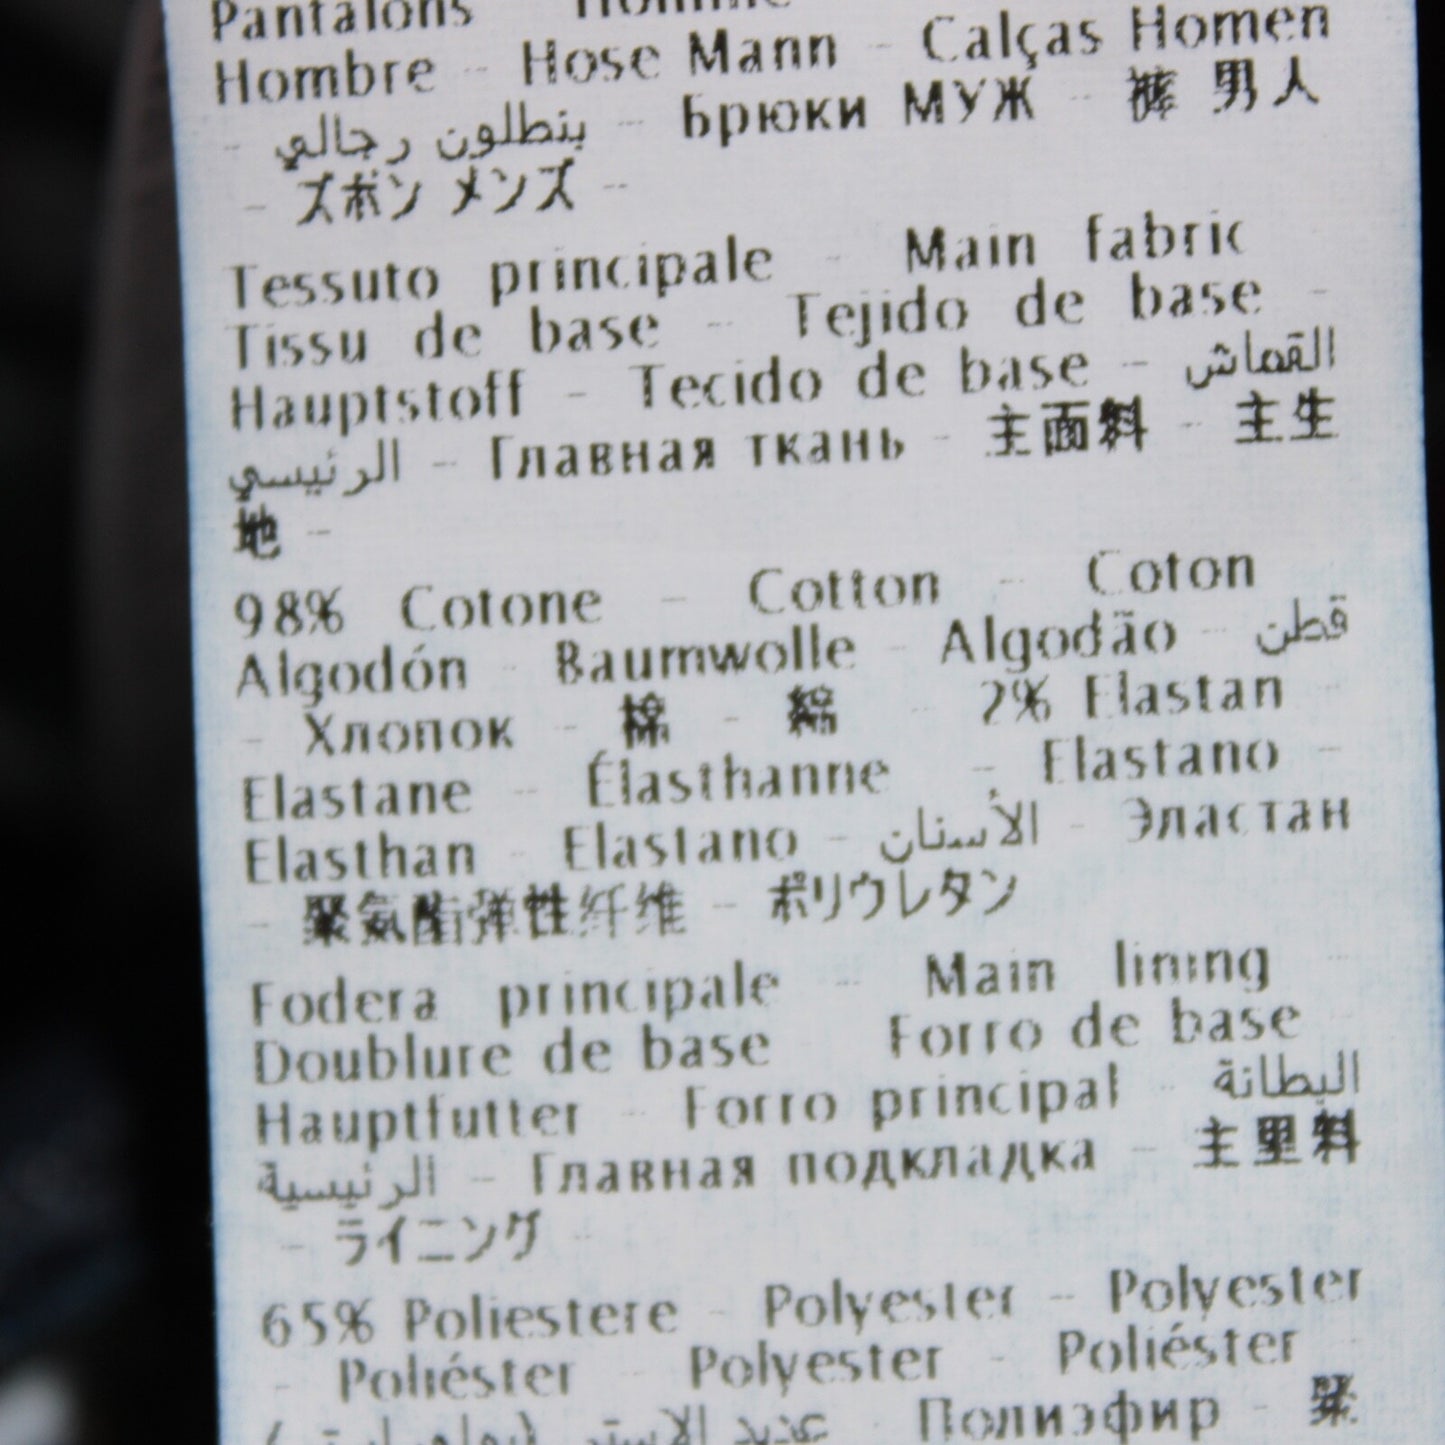 Pantalons Homme
Hombre - Hose Mann - Calças Homen
- بنطلون رجالي - Брюки МУЖ - 裤 男人
- ズボン メンズ -
Tessuto principale - Main fabric
Tissu de base - Tejido de base -
Hauptstoff - Tecido de base - القماش
الرئيسي - Главная ткань - 主面料 - 主生
地 -
98% Cotone - Cotton - Coton
Algodón - Baumwolle - Algodão - قطن
- Хлопок - 棉 - 綿 2% Elastan -
Elastane - Élasthanne - Elastano -
Elasthan - Elastano - الأستان - Эластан
- 聚氨酯弹性纤维 - ポリウレタン
Fodera principale - Main lining -
Doublure de base - Forro de base -
Hauptfutter - Forro principal - البطانة
الرئيسية - Главная подкладка - 主里料
- ライニング -
65% Poliestere - Polyester - Polyester
- Poliéster - Polyester - Poliéster -
Полиэфир - 聚